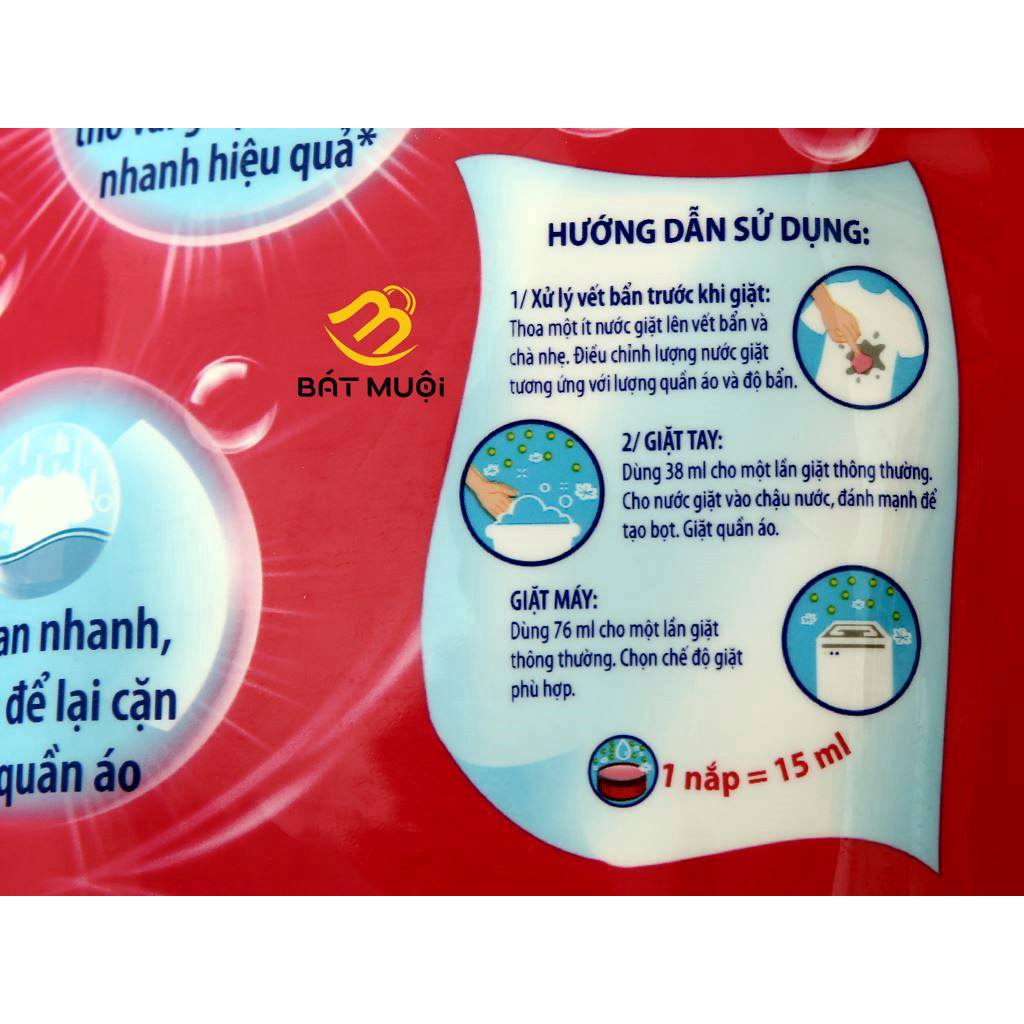 nhanh hiệu quả*
BÁT MUỘI
an nhanh,
để lại cặn
quần áo
HƯỚNG DẪN SỬ DỤNG:
1/ Xử lý vết bẩn trước khi giặt:
Thoa một ít nước giặt lên vết bẩn và
chà nhẹ. Điều chỉnh lượng nước giặt
tương ứng với lượng quần áo và độ bẩn.
2/ GIẶT TAY:
Dùng 38 ml cho một lần giặt thông thường.
Cho nước giặt vào chậu nước, đánh mạnh để
tạo bọt. Giặt quần áo.
GIẶT MÁY:
Dùng 76 ml cho một lần giặt
thông thường. Chọn chế độ giặt
phù hợp.
1 nắp = 15 ml